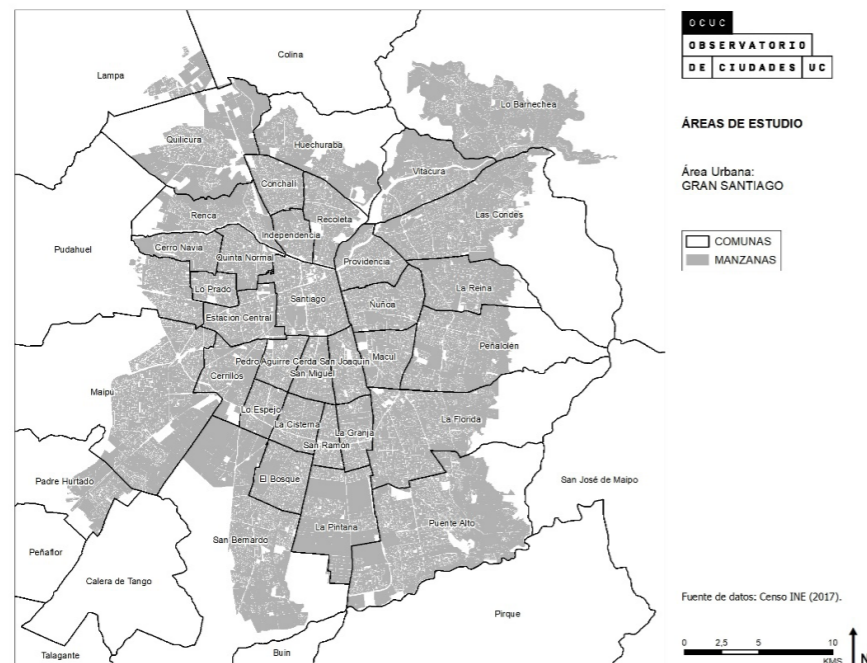 Colina
Lampa
Lo Barnechea
Quilicura
Huechuraba
Vitacura
Conchalí
Renca
Recoleta
Las Condes
Independencia
Pudahuel
Cerro Navia
Quinta Normal
Providencia
Lo Prado
Santiago
La Reina
Ñuñoa
Estacion Central
Peñalolén
Pedro Aguirre Cerda
San Joaquín
Macul
San Miguel
Cerrillos
Maipú
Lo Espejo
La Cisterna
La Granja
La Florida
San Ramón
El Bosque
Padre Hurtado
San José de Maipo
La Pintana
Puente Alto
San Bernardo
Peñaflor
Calera de Tango
Pirque
Talagante
Buin
OCUC
OBSERVATORIO
DE CIUDADES UC
ÁREAS DE ESTUDIO
Área Urbana:
GRAN SANTIAGO
COMUNAS
MANZANAS
Fuente de datos: Censo INE (2017).
0 2,5 5 10
KMS
N